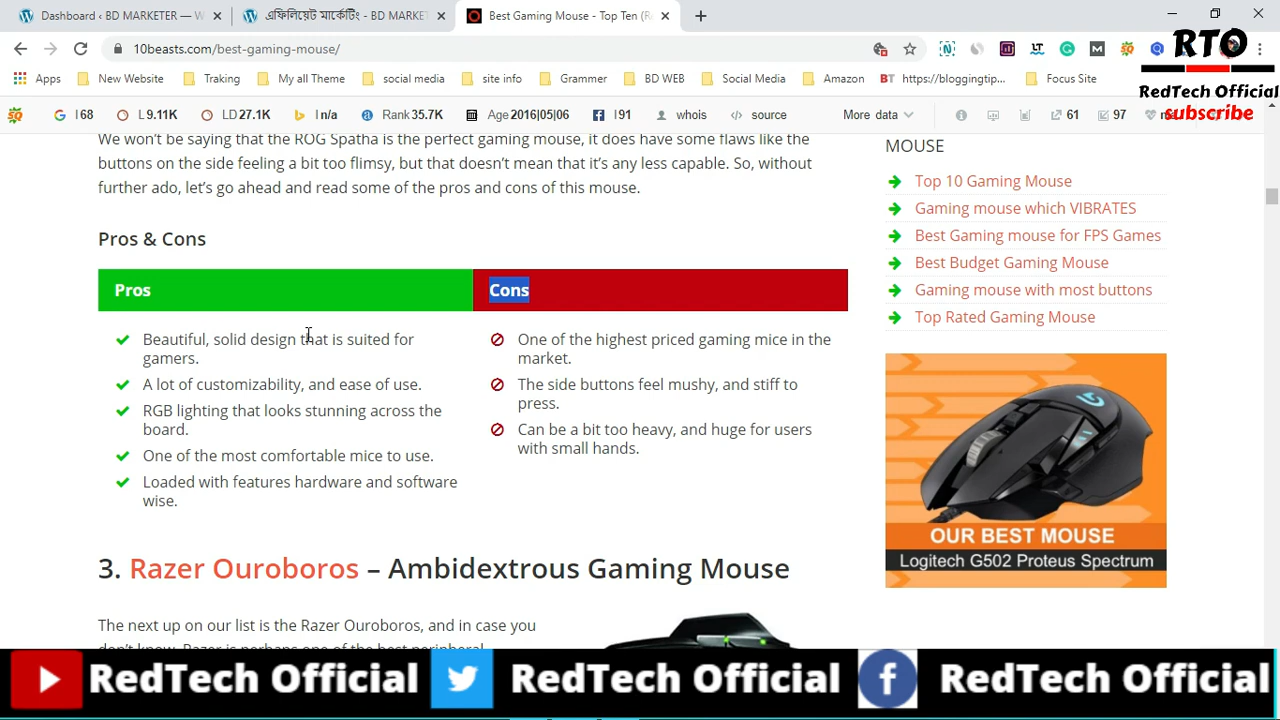 Dashboard ‹ BD MARKETER — W
এফিলিয়েট মার্কেটিং - BD MARKET
Best Gaming Mouse - Top Ten (R
RTO
10beasts.com/best-gaming-mouse/
Apps New Website Traking My all Theme social media site info Grammer BD WEB Social Media Amazon BT https://bloggingtip... Focus Site
RedTech Official
subscribe
I 68 L 9.11K LD 27.1K I n/a Rank 35.7K Age 2016|05|06 I 91 whois source More data 61 97
We won't be saying that the ROG Spatha is the perfect gaming mouse, it does have some flaws like the
buttons on the side feeling a bit too flimsy, but that doesn't mean that it's any less capable. So, without
further ado, let's go ahead and read some of the pros and cons of this mouse.
Pros & Cons
Pros
Beautiful, solid design that is suited for
gamers.
A lot of customizability, and ease of use.
RGB lighting that looks stunning across the
board.
One of the most comfortable mice to use.
Loaded with features hardware and software
wise.
Cons
One of the highest priced gaming mice in the
market.
The side buttons feel mushy, and stiff to
press.
Can be a bit too heavy, and huge for users
with small hands.
3. Razer Ouroboros – Ambidextrous Gaming Mouse
The next up on our list is the Razer Ouroboros, and in case you
MOUSE
Top 10 Gaming Mouse
Gaming mouse which VIBRATES
Best Gaming mouse for FPS Games
Best Budget Gaming Mouse
Gaming mouse with most buttons
Top Rated Gaming Mouse
OUR BEST MOUSE
Logitech G502 Proteus Spectrum
RedTech Official RedTech Official RedTech Official